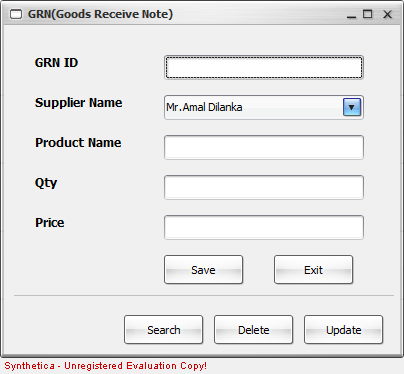 GRN(Goods Receive Note)
GRN ID
Supplier Name
Mr.Amal Dilanka
Product Name
Qty
Price
Save
Exit
Search
Delete
Update
Synthetica - Unregistered Evaluation Copy!